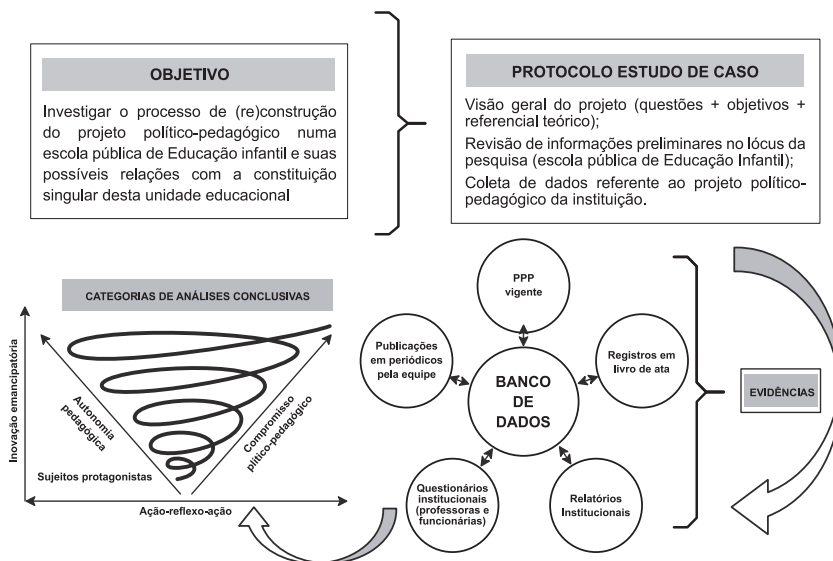 OBJETIVO
Investigar o processo de (re)construção
do projeto político-pedagógico numa
escola pública de Educação infantil e suas
possíveis relações com a constituição
singular desta unidade educacional
PROTOCOLO ESTUDO DE CASO
Visão geral do projeto (questões + objetivos +
referencial teórico);
Revisão de informações preliminares no lócus da
pesquisa (escola pública de Educação Infantil);
Coleta de dados referente ao projeto político-
pedagógico da instituição.
CATEGORIAS DE ANÁLISES CONCLUSIVAS
Inovação emancipatória
Autonomia
pedagógica
Compromisso
plítico-pedagógico
Sujeitos protagonistas
Ação-reflexo-ação
PPP
vigente
Publicações
em periódicos
pela equipe
Registros em
livro de ata
BANCO
DE
DADOS
Questionários
institucionais
(professoras e
funcionárias)
Relatórios
Institucionais
EVIDÊNCIAS